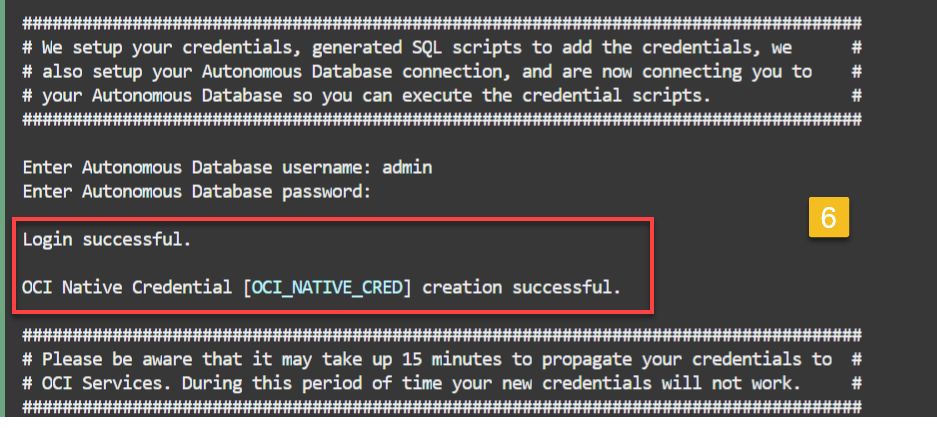 ####################################################################################
# We setup your credentials, generated SQL scripts to add the credentials, we      #
# also setup your Autonomous Database connection, and are now connecting you to    #
# your Autonomous Database so you can execute the credential scripts.              #
####################################################################################
Enter Autonomous Database username: admin
Enter Autonomous Database password:
6
Login successful.
OCI Native Credential [OCI_NATIVE_CRED] creation successful.
####################################################################################
# Please be aware that it may take up 15 minutes to propagate your credentials to  #
# OCI Services. During this period of time your new credentials will not work.     #
####################################################################################